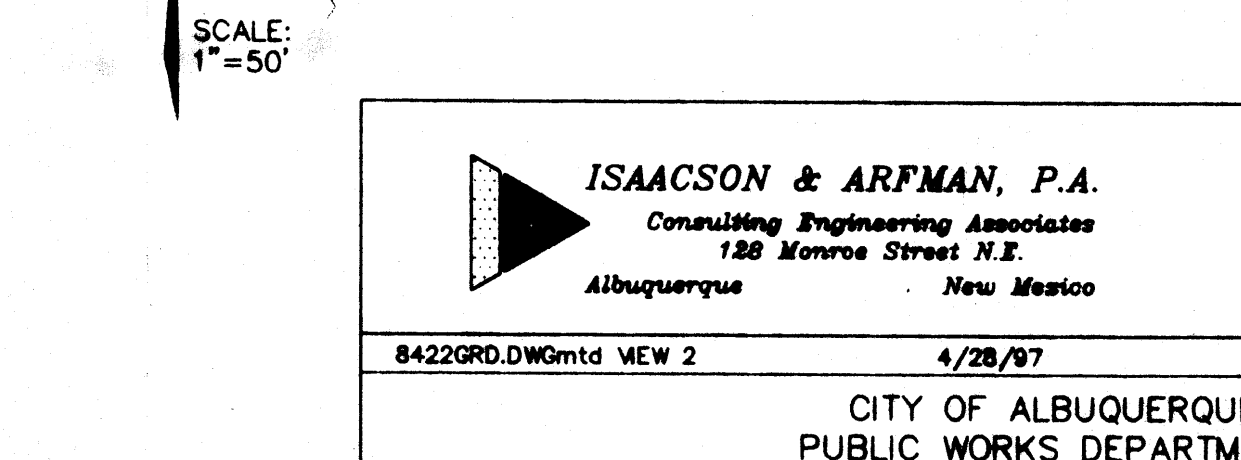 SCALE:
1"=50'
ISAACSON & ARFMAN, P.A.
Consulting Engineering Associates
128 Monroe Street N.E.
Albuquerque New Mexico
8422GRD.DWGmtd VIEW 2 4/28/97
CITY OF ALBUQUERQU
PUBLIC WORKS DEPARTM